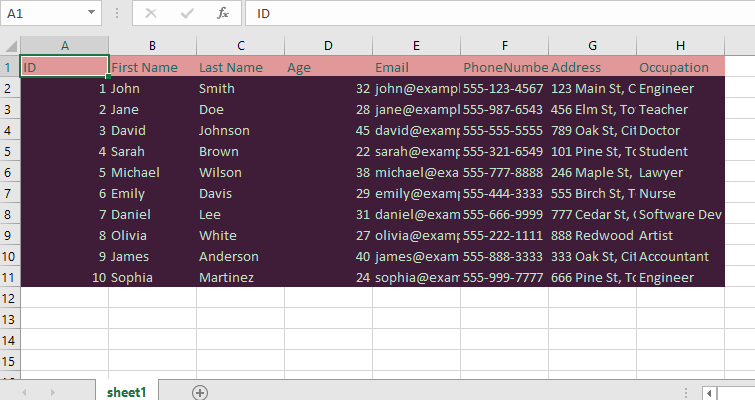 A1 fx ID
A B C D E F G H
1 ID First Name Last Name Age Email PhoneNumbe Address Occupation
2 1 John Smith 32 john@exampl 555-123-4567 123 Main St, C Engineer
3 2 Jane Doe 28 jane@exampl 555-987-6543 456 Elm St, To Teacher
4 3 David Johnson 45 david@exam 555-555-5555 789 Oak St, Cit Doctor
5 4 Sarah Brown 22 sarah@exam 555-321-6549 101 Pine St, To Student
6 5 Michael Wilson 38 michael@exa 555-777-8888 246 Maple St, Lawyer
7 6 Emily Davis 29 emily@exam 555-444-3333 555 Birch St, T Nurse
8 7 Daniel Lee 31 daniel@exam 555-666-9999 777 Cedar St, Software Dev
9 8 Olivia White 27 olivia@exam 555-222-1111 888 Redwood Artist
10 9 James Anderson 40 james@exam 555-888-3333 333 Oak St, Cit Accountant
11 10 Sophia Martinez 24 sophia@exam 555-999-7777 666 Pine St, To Engineer
12
13
14
15
sheet1